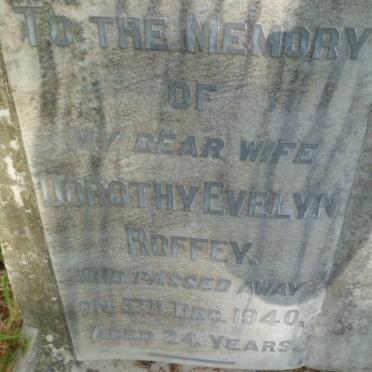 TO THE MEMORY
OF
MY DEAR WIFE
DOROTHY EVELYN
ROFFEY.
WHO PASSED AWAY
ON 5TH DEC. 1940.
AGED 24 YEARS.